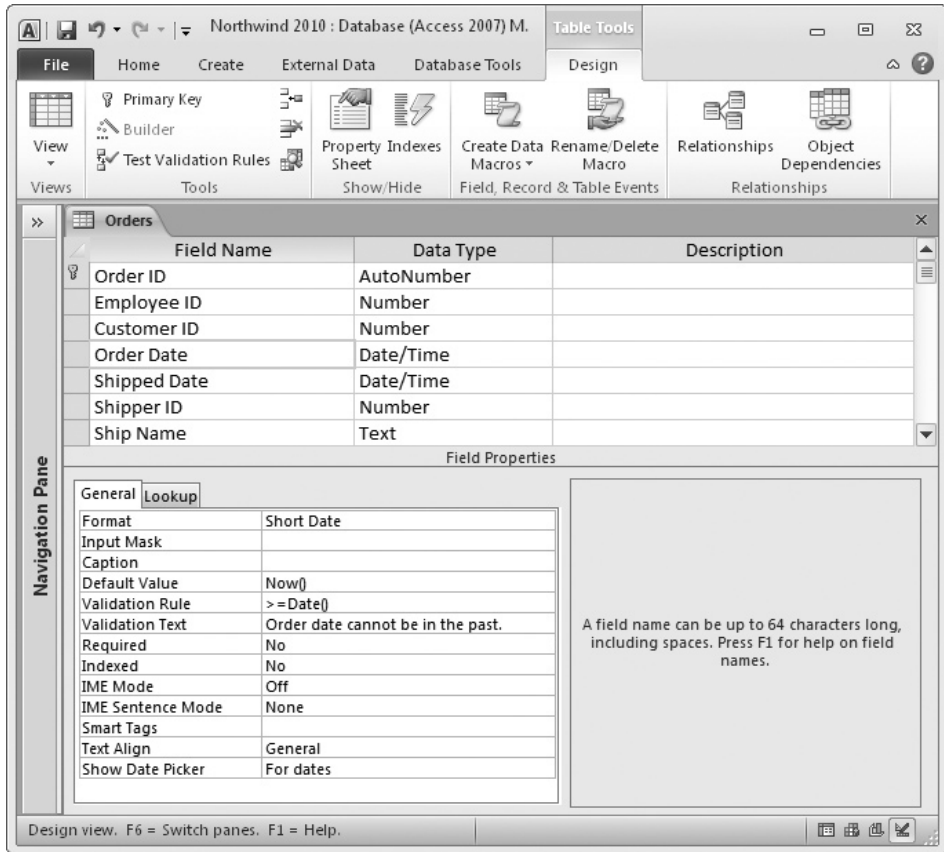 Northwind 2010 : Database (Access 2007) M.
Table Tools
File Home Create External Data Database Tools Design
Primary Key
Builder
Test Validation Rules
View
Property Sheet
Indexes
Create Data Macros
Rename/Delete Macro
Relationships
Object Dependencies
Views
Tools
Show/Hide
Field, Record & Table Events
Relationships
Orders
Field Name Data Type Description
Order ID AutoNumber
Employee ID Number
Customer ID Number
Order Date Date/Time
Shipped Date Date/Time
Shipper ID Number
Ship Name Text
Field Properties
Navigation Pane
General Lookup
Format Short Date
Input Mask
Caption
Default Value Now()
Validation Rule >=Date()
Validation Text Order date cannot be in the past.
Required No
Indexed No
IME Mode Off
IME Sentence Mode None
Smart Tags
Text Align General
Show Date Picker For dates
A field name can be up to 64 characters long,
including spaces. Press F1 for help on field
names.
Design view. F6 = Switch panes. F1 = Help.